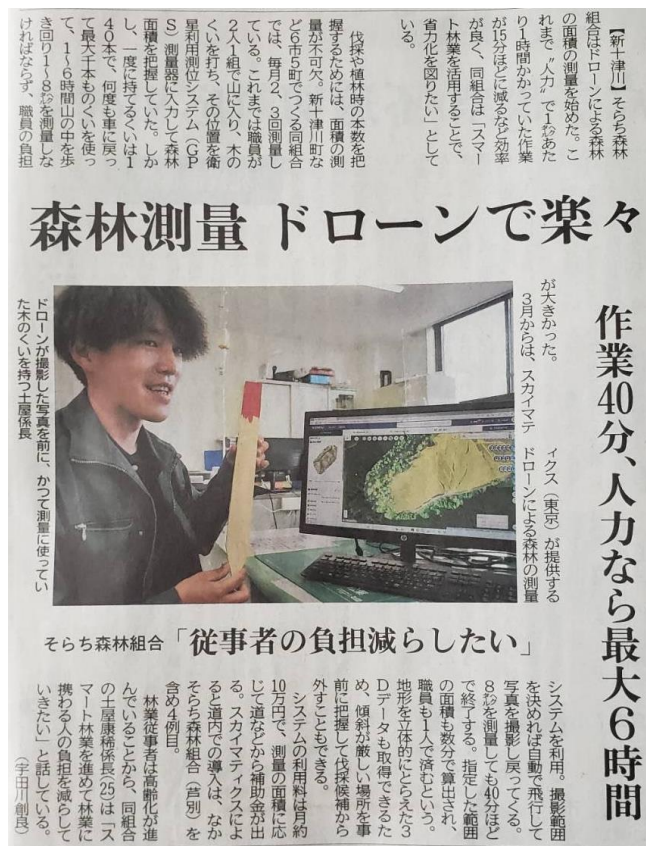 森林測量 ドローンで楽々
作業40分、人力なら最大6時間
【新十津川】そらち森林
組合はドローンによる森林
の面積の測量を始めた。こ
れまで〝人力〟で1㌶あた
り1時間かかっていた作業
が15分ほどに減るなど効率
が良く、同組合は「スマー
ト林業を活用することで、
省力化を図りたい」として
いる。
伐採や植林時の本数を把
握するためには、面積の測
量が不可欠。新十津川町な
ど6市5町でつくる同組合
では、毎月2、3回測量し
ている。これまでは職員が
2人1組で山に入り、木の
くいを打ち、その位置を衛
星利用測位システム(GP
S)測量器に入力して森林
面積を把握していた。しか
し、一度に持てるくいは1
40本で、何度も車に戻っ
て最大千本ものくいを使っ
て、1~6時間山の中を歩
き回り1~8㌶を測量しな
ければならず、職員の負担
が大きかった。
3月からは、スカイマテ
ィクス(東京)が提供する
ドローンによる森林の測量
システムを利用。撮影範囲
を決めれば自動で飛行して
写真を撮影し戻ってくる。
8㌶を測量しても40分ほど
で終了する。指定した範囲
の面積も数分で算出され、
職員も1人で済むという。
地形を立体的にとらえた3
Dデータも取得できるた
め、傾斜が厳しい場所を事
前に把握して伐採候補から
外すこともできる。
システムの利用料は月約
10万円で、測量の面積に応
じて道などから補助金が出
る。スカイマティクスによ
ると道内での導入は、なか
そらち森林組合(芦別)を
含め4例目。
林業従事者は高齢化が進
んでいることから、同組合
の土屋康稀係長(25)は「ス
マート林業を進めて林業に
携わる人の負担を減らして
いきたい」と話している。
(宇田川創良)
ドローンが撮影した写真を前に、かつて測量に使ってい
た木のくいを持つ土屋係長
そらち森林組合「従事者の負担減らしたい」
hp